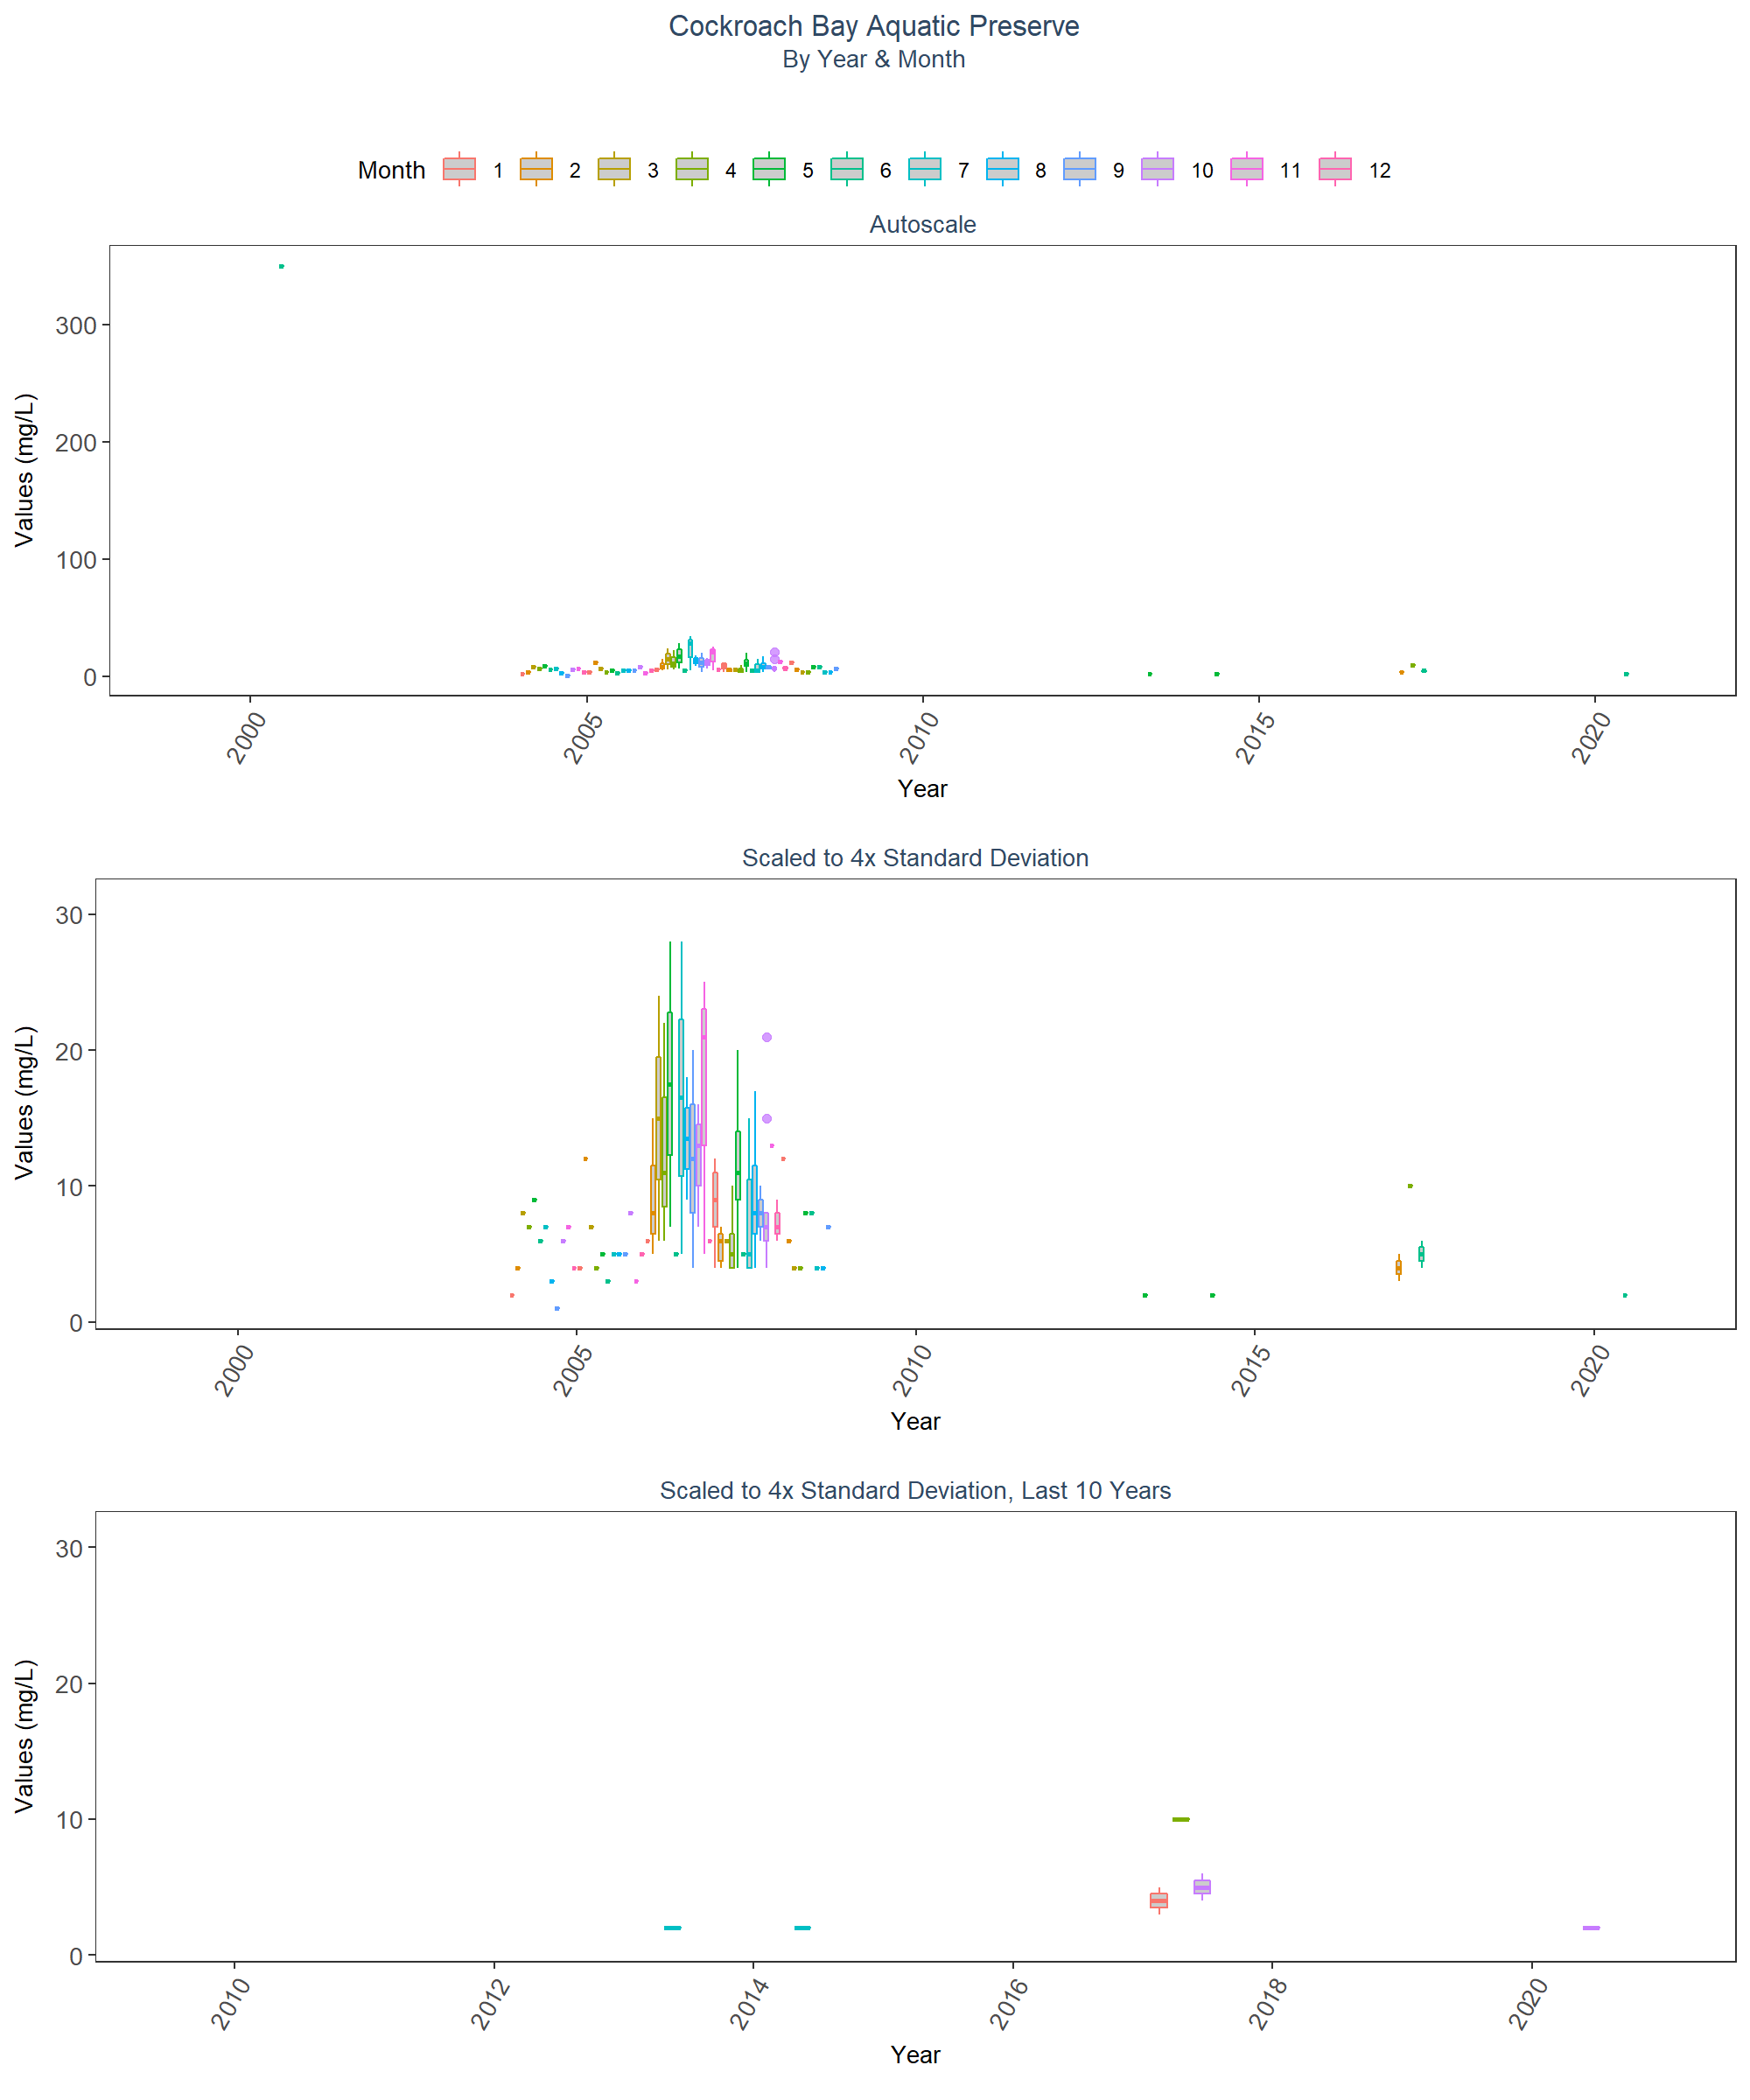 Cockroach Bay Aquatic Preserve
By Year & Month
Month 1 2 3 4 5 6 7 8 9 10 11 12
Autoscale
Values (mg/L)
300
200
100
0
2000 2005 2010 2015 2020
Year
Scaled to 4x Standard Deviation
Values (mg/L)
30
20
10
0
2000 2005 2010 2015 2020
Year
Scaled to 4x Standard Deviation, Last 10 Years
Values (mg/L)
30
20
10
0
2010 2012 2014 2016 2018 2020
Year